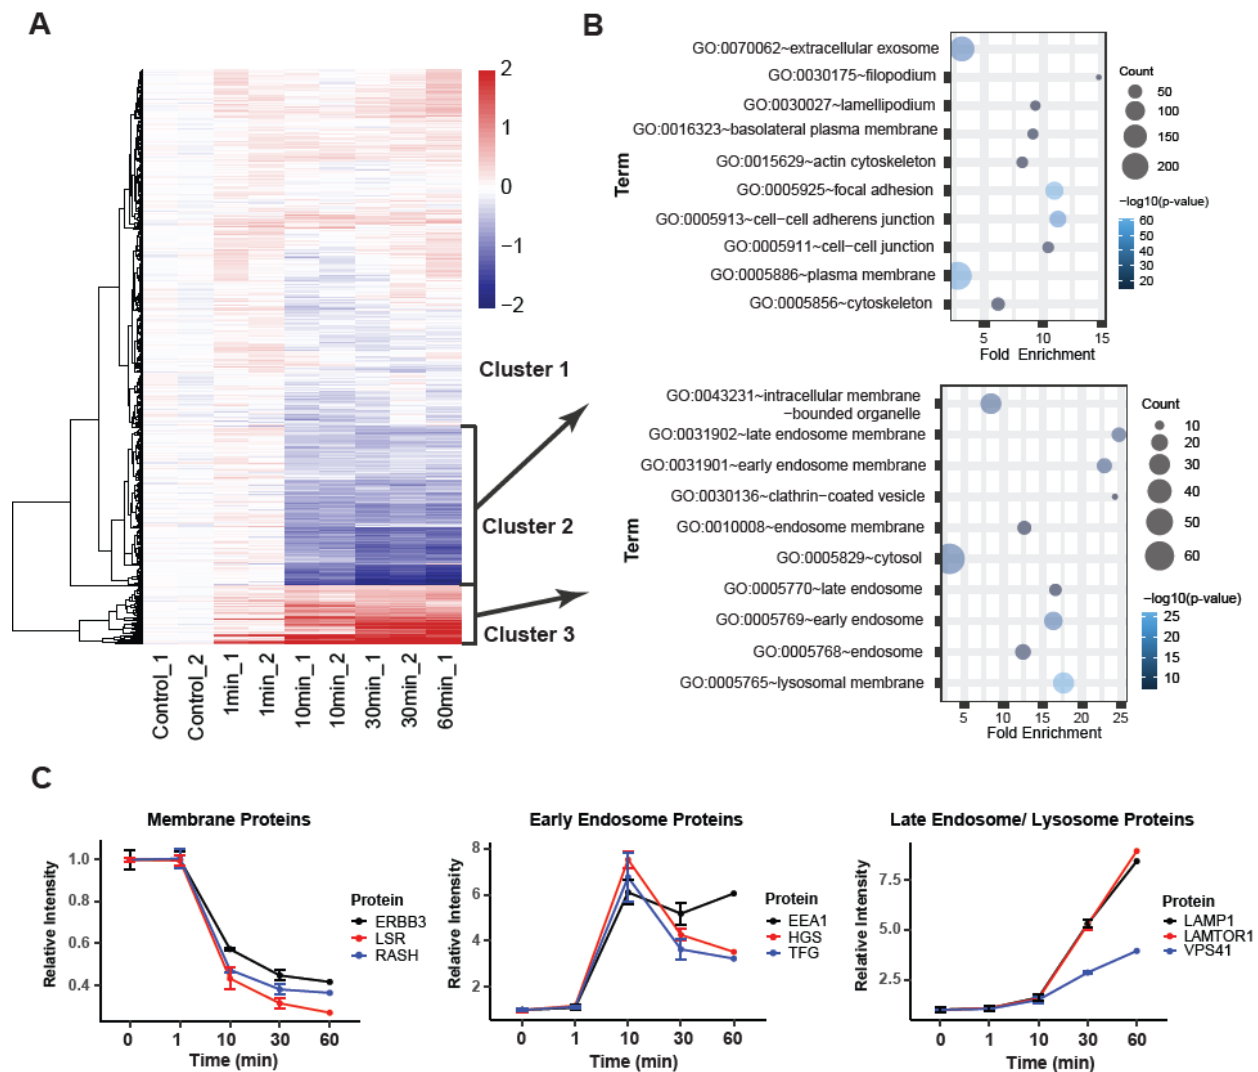 A
2
1
0
−1
−2
Cluster 1
Cluster 2
Cluster 3
Control_1
Control_2
1min_1
1min_2
10min_1
10min_2
30min_1
30min_2
60min_1
B
Term
GO:0070062~extracellular exosome
GO:0030175~filopodium
GO:0030027~lamellipodium
GO:0016323~basolateral plasma membrane
GO:0015629~actin cytoskeleton
GO:0005925~focal adhesion
GO:0005913~cell−cell adherens junction
GO:0005911~cell−cell junction
GO:0005886~plasma membrane
GO:0005856~cytoskeleton
5 10 15
Fold Enrichment
Count
50
100
150
200
−log10(p-value)
60
50
40
30
20
Term
GO:0043231~intracellular membrane
−bounded organelle
GO:0031902~late endosome membrane
GO:0031901~early endosome membrane
GO:0030136~clathrin−coated vesicle
GO:0010008~endosome membrane
GO:0005829~cytosol
GO:0005770~late endosome
GO:0005769~early endosome
GO:0005768~endosome
GO:0005765~lysosomal membrane
5 10 15 20 25
Fold Enrichment
Count
10
20
30
40
50
60
−log10(p-value)
25
20
15
10
C
Membrane Proteins
Relative Intensity
1.0
0.8
0.6
0.4
0 1 10 30 60
Time (min)
Protein
ERBB3
LSR
RASH
Early Endosome Proteins
Relative Intensity
8
6
4
2
0 1 10 30 60
Time (min)
Protein
EEA1
HGS
TFG
Late Endosome/ Lysosome Proteins
Relative Intensity
7.5
5.0
2.5
0 1 10 30 60
Time (min)
Protein
LAMP1
LAMTOR1
VPS41